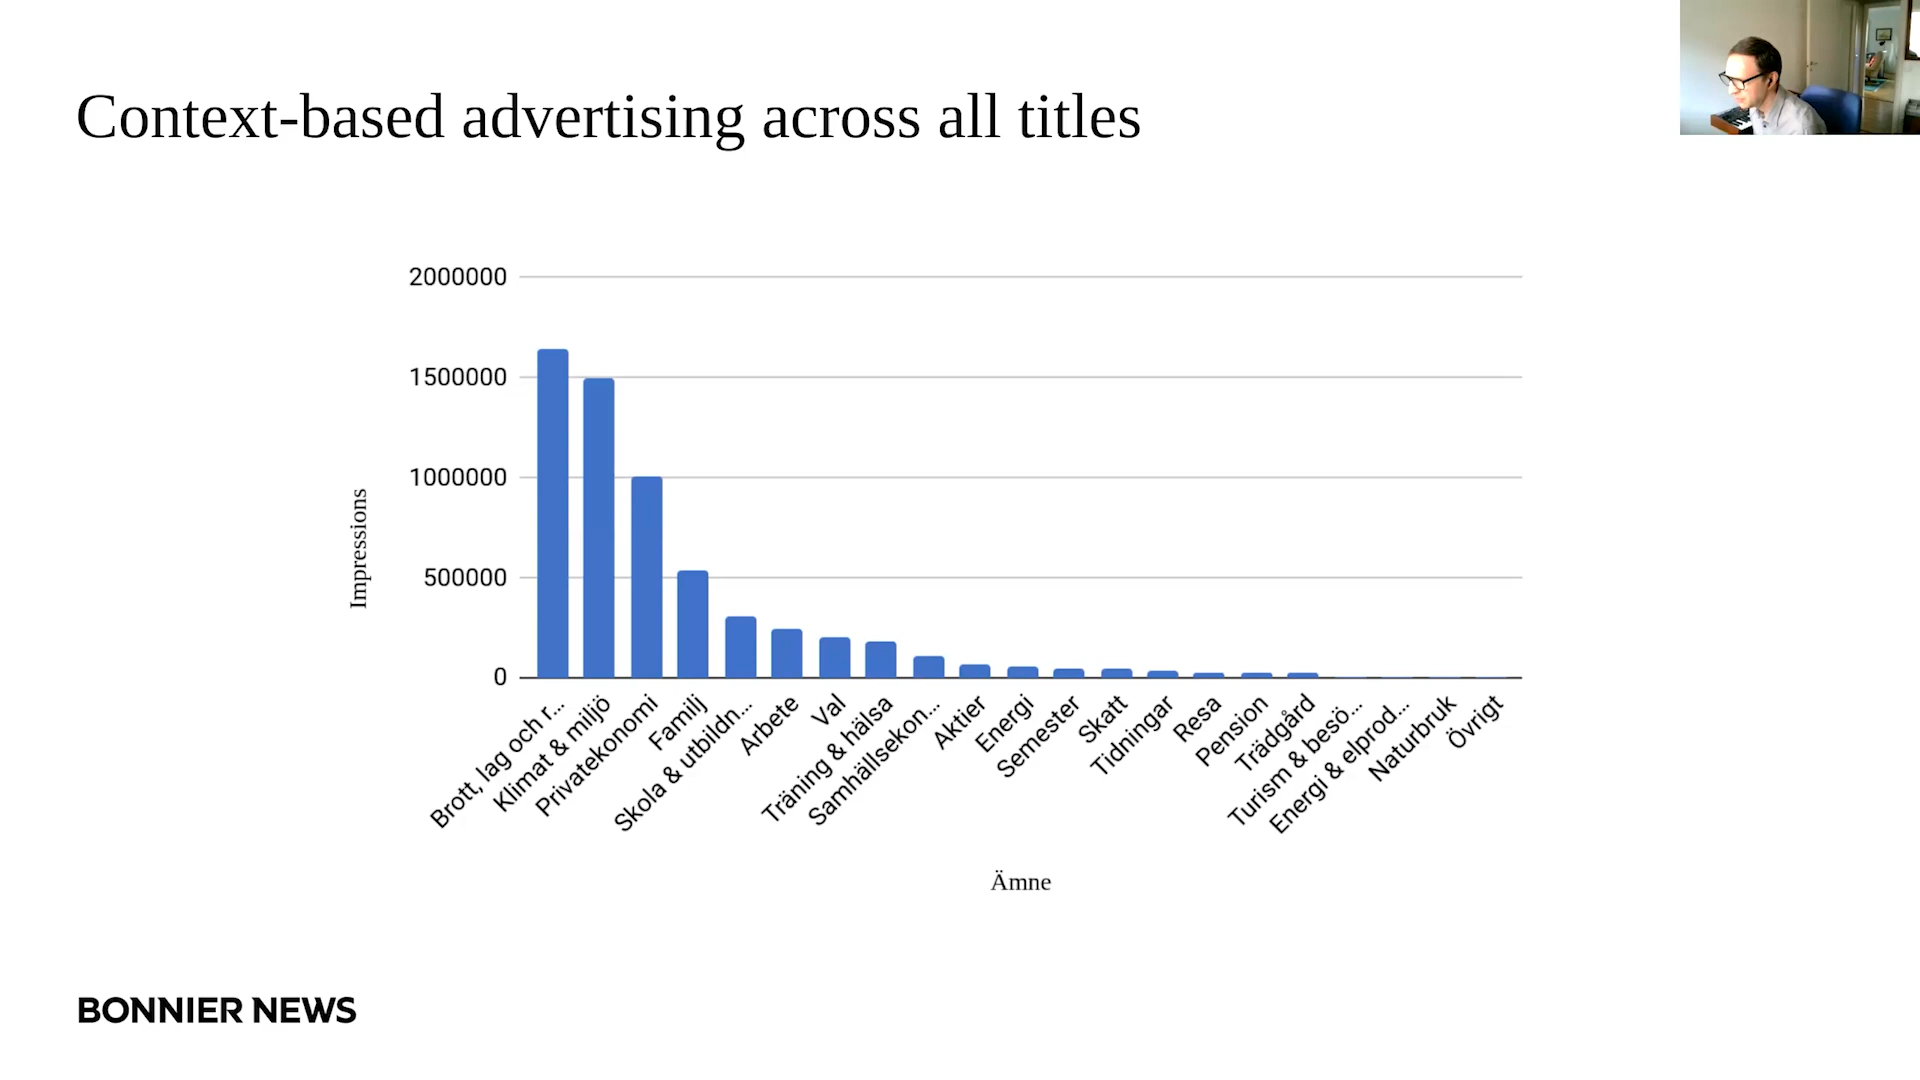 Context-based advertising across all titles
2000000
1500000
1000000
500000
0
Impressions
Brott, lag och r...
Klimat & miljö
Privatekonomi
Familj
Skola & utbildn...
Arbete
Val
Träning & hälsa
Samhällsekon...
Aktier
Energi
Semester
Skatt
Tidningar
Resa
Pension
Trädgård
Turism & besö...
Energi & elprod...
Naturbruk
Övrigt
Ämne
BONNIER NEWS